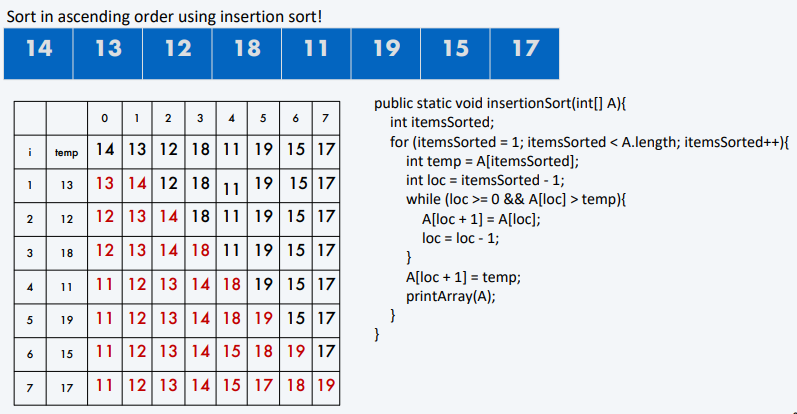 Sort in ascending order using insertion sort!
14 13 12 18 11 19 15 17
0 1 2 3 4 5 6 7
i temp 14 13 12 18 11 19 15 17
1 13 13 14 12 18 11 19 15 17
2 12 12 13 14 18 11 19 15 17
3 18 12 13 14 18 11 19 15 17
4 11 11 12 13 14 18 19 15 17
5 19 11 12 13 14 18 19 15 17
6 15 11 12 13 14 15 18 19 17
7 17 11 12 13 14 15 17 18 19
public static void insertionSort(int[] A){
int itemsSorted;
for (itemsSorted = 1; itemsSorted < A.length; itemsSorted++){
int temp = A[itemsSorted];
int loc = itemsSorted - 1;
while (loc >= 0 && A[loc] > temp){
A[loc + 1] = A[loc];
loc = loc - 1;
}
A[loc + 1] = temp;
printArray(A);
}
}